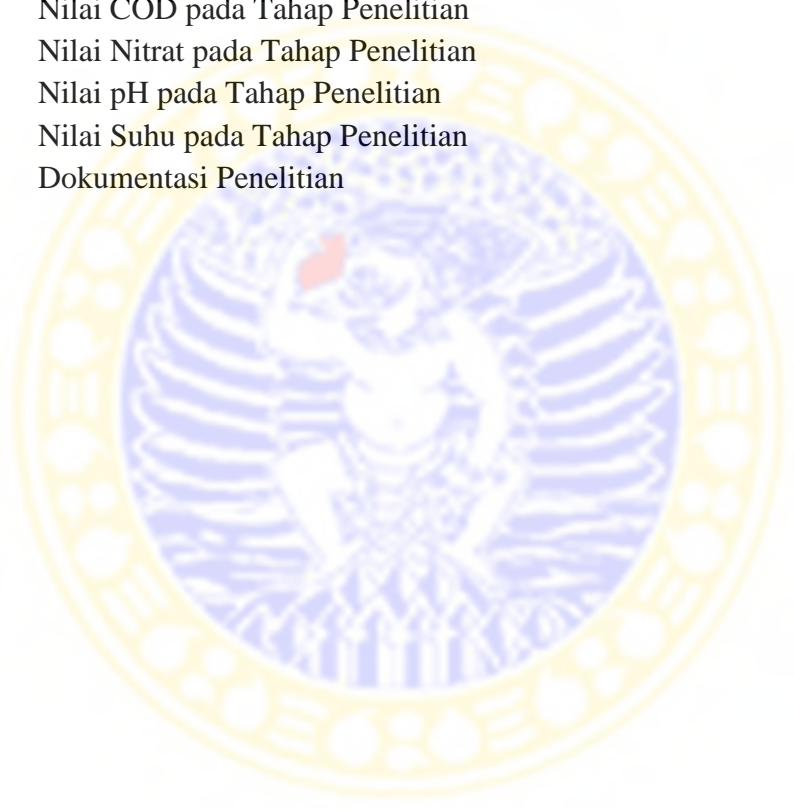 Nilai COD pada Tahap Penelitian
Nilai Nitrat pada Tahap Penelitian
Nilai pH pada Tahap Penelitian
Nilai Suhu pada Tahap Penelitian
Dokumentasi Penelitian